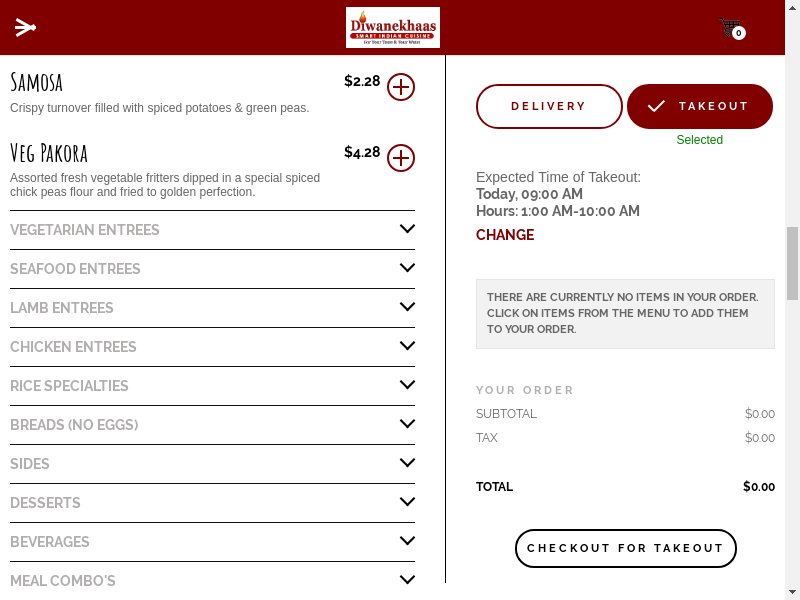 Diwanekhaas
SMART INDIAN CUISINE
For Your Taste & Your Waist
0
Samosa
$2.28
Crispy turnover filled with spiced potatoes & green peas.
Veg Pakora
$4.28
Assorted fresh vegetable fritters dipped in a special spiced
chick peas flour and fried to golden perfection.
VEGETARIAN ENTREES
SEAFOOD ENTREES
LAMB ENTREES
CHICKEN ENTREES
RICE SPECIALTIES
BREADS (NO EGGS)
SIDES
DESSERTS
BEVERAGES
MEAL COMBO'S
DELIVERY
TAKEOUT
Selected
Expected Time of Takeout:
Today, 09:00 AM
Hours: 1:00 AM-10:00 AM
CHANGE
THERE ARE CURRENTLY NO ITEMS IN YOUR ORDER.
CLICK ON ITEMS FROM THE MENU TO ADD THEM
TO YOUR ORDER.
YOUR ORDER
SUBTOTAL $0.00
TAX $0.00
TOTAL $0.00
CHECKOUT FOR TAKEOUT